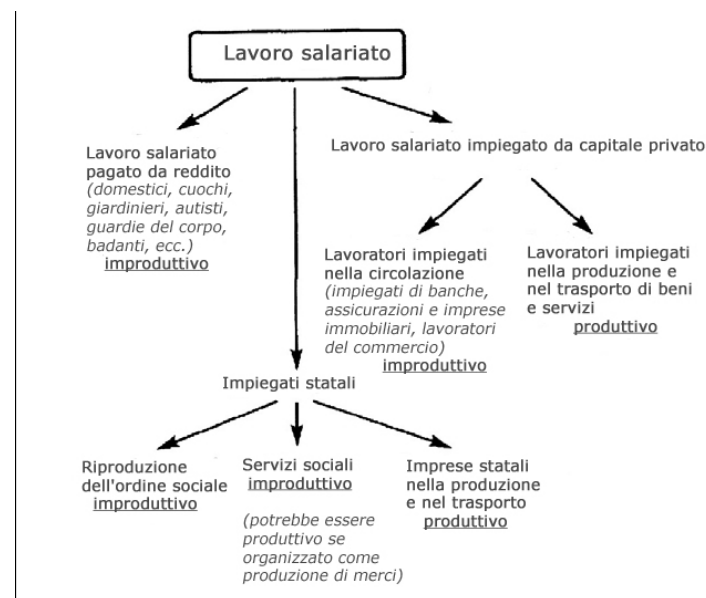 Lavoro salariato
Lavoro salariato
pagato da reddito
(domestici, cuochi,
giardinieri, autisti,
guardie del corpo,
badanti, ecc.)
improduttivo
Lavoro salariato impiegato da capitale privato
Lavoratori impiegati
nella circolazione
(impiegati di banche,
assicurazioni e imprese
immobiliari, lavoratori
del commercio)
improduttivo
Lavoratori impiegati
nella produzione e
nel trasporto di beni
e servizi
produttivo
Impiegati statali
Riproduzione
dell'ordine sociale
improduttivo
Servizi sociali
improduttivo
(potrebbe essere
produttivo se
organizzato come
produzione di merci)
Imprese statali
nella produzione
e nel trasporto
produttivo